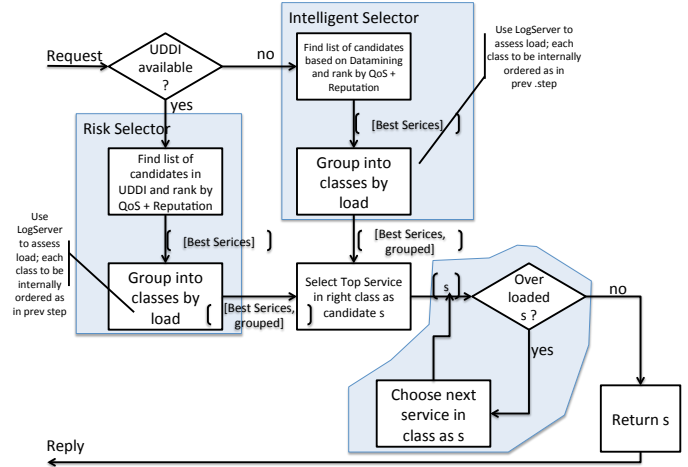 Intelligent Selector
Request
UDDI
available
?
no
Find list of candidates
based on Datamining
and rank by QoS +
Reputation
Use
LogServer to
assess load; each
class to be internally
ordered as in
prev .step
yes
[Best Serices]
Risk Selector
Find list of
candidates in
UDDI and rank by
QoS + Reputation
Group into
classes by
load
Use
LogServer
to assess
load; each
class to be
internally
ordered as
in prev step
[Best Serices]
[Best Serices,
grouped]
Group into
classes by
load
[Best Serices,
grouped]
Select Top Service
in right class as
candidate s
s
Over
loaded
s ?
no
yes
Choose next
service in
class as s
Return s
Reply